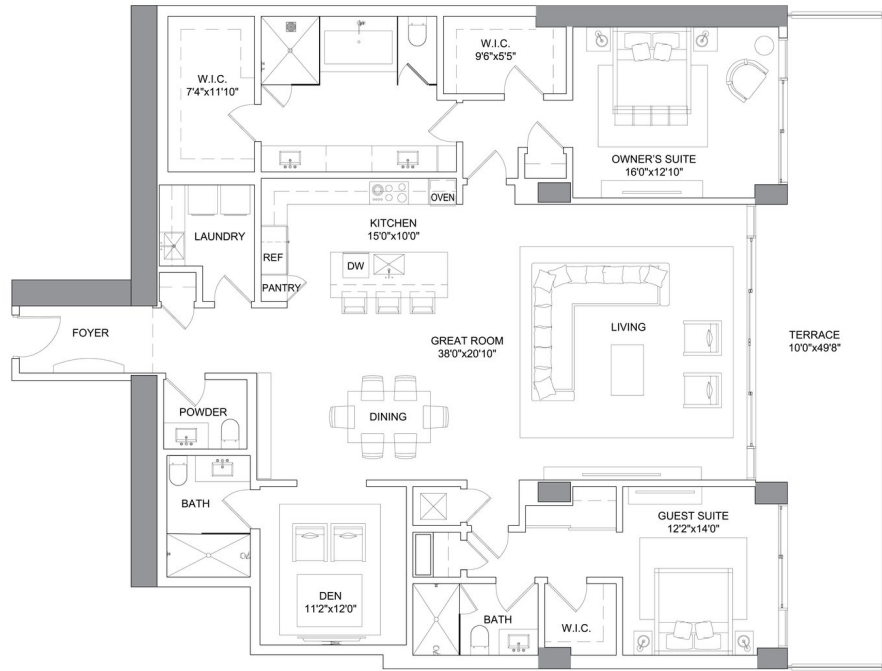 W.I.C.
7'4"x11'10"
W.I.C.
9'6"x5'5"
OWNER'S SUITE
16'0"x12'10"
OVEN
KITCHEN
15'0"x10'0"
LAUNDRY
REF
DW
PANTRY
FOYER
GREAT ROOM
38'0"x20'10"
LIVING
TERRACE
10'0"x49'8"
POWDER
DINING
BATH
GUEST SUITE
12'2"x14'0"
DEN
11'2"x12'0"
BATH
W.I.C.